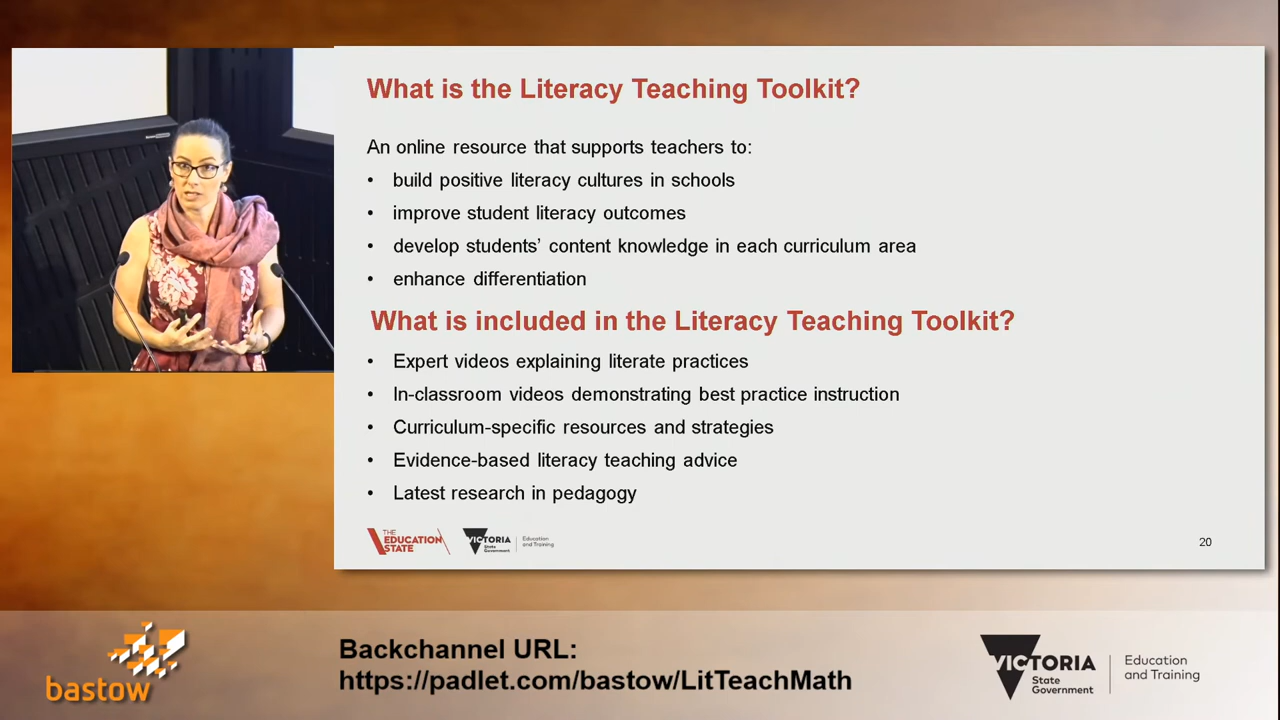 What is the Literacy Teaching Toolkit?
An online resource that supports teachers to:
• build positive literacy cultures in schools
• improve student literacy outcomes
• develop students’ content knowledge in each curriculum area
• enhance differentiation
What is included in the Literacy Teaching Toolkit?
• Expert videos explaining literate practices
• In-classroom videos demonstrating best practice instruction
• Curriculum-specific resources and strategies
• Evidence-based literacy teaching advice
• Latest research in pedagogy
THE
EDUCATION
STATE
VICTORIA
State
Government
Education
and Training
20
bastow
Backchannel URL:
https://padlet.com/bastow/LitTeachMath
VICTORIA
State
Government
Education
and Training